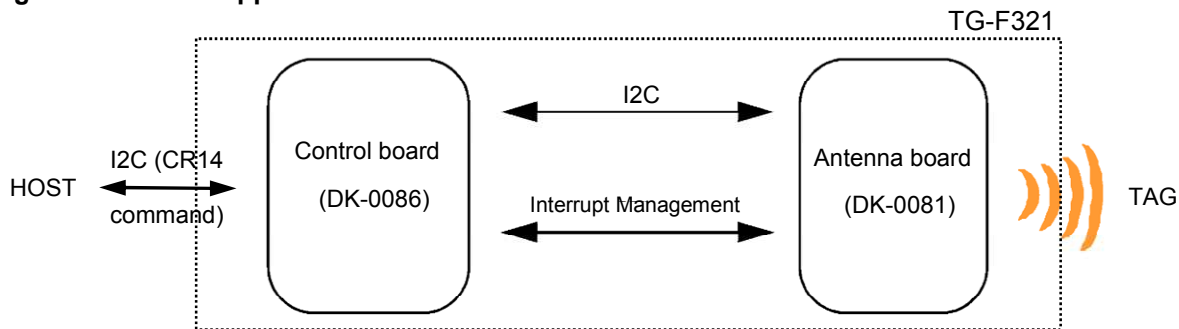 TG-F321
I2C
I2C (CR14
command)
HOST
Control board
(DK-0086)
Interrupt Management
Antenna board
(DK-0081)
TAG